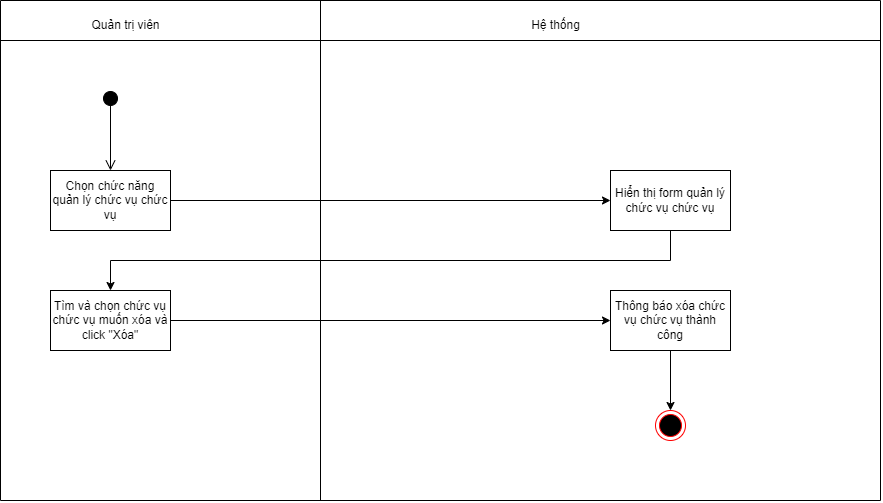 Quản trị viên
Hệ thống
Chọn chức năng
quản lý chức vụ chức
vụ
Hiển thị form quản lý
chức vụ chức vụ
Tìm và chọn chức vụ
chức vụ muốn xóa và
click "Xóa"
Thông báo xóa chức
vụ chức vụ thành
công